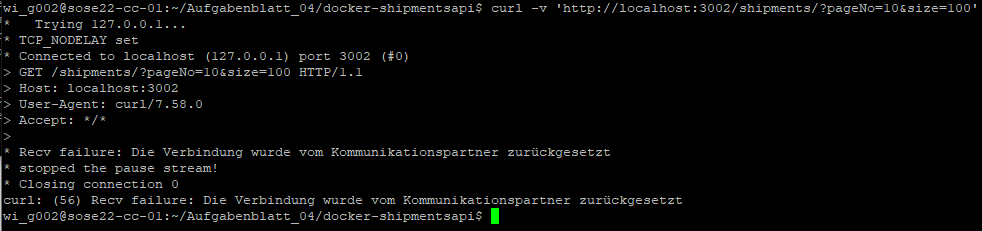 wi_g002@sose22-cc-01:~/Aufgabenblatt_04/docker-shipmentsapi$ curl -v 'http://localhost:3002/shipments/?pageNo=10&size=100'
*   Trying 127.0.0.1...
* TCP_NODELAY set
* Connected to localhost (127.0.0.1) port 3002 (#0)
> GET /shipments/?pageNo=10&size=100 HTTP/1.1
> Host: localhost:3002
> User-Agent: curl/7.58.0
> Accept: */*
>
* Recv failure: Die Verbindung wurde vom Kommunikationspartner zurückgesetzt
* stopped the pause stream!
* Closing connection 0
curl: (56) Recv failure: Die Verbindung wurde vom Kommunikationspartner zurückgesetzt
wi_g002@sose22-cc-01:~/Aufgabenblatt_04/docker-shipmentsapi$